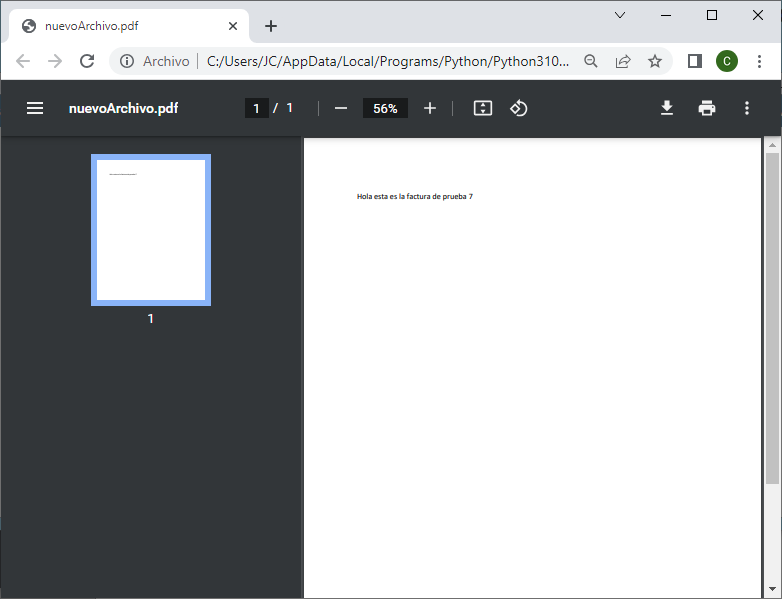 nuevoArchivo.pdf
Archivo
C:/Users/JC/AppData/Local/Programs/Python/Python310...
C
nuevoArchivo.pdf
1 / 1
56%
Hola esta es la factura de prueba 7
1